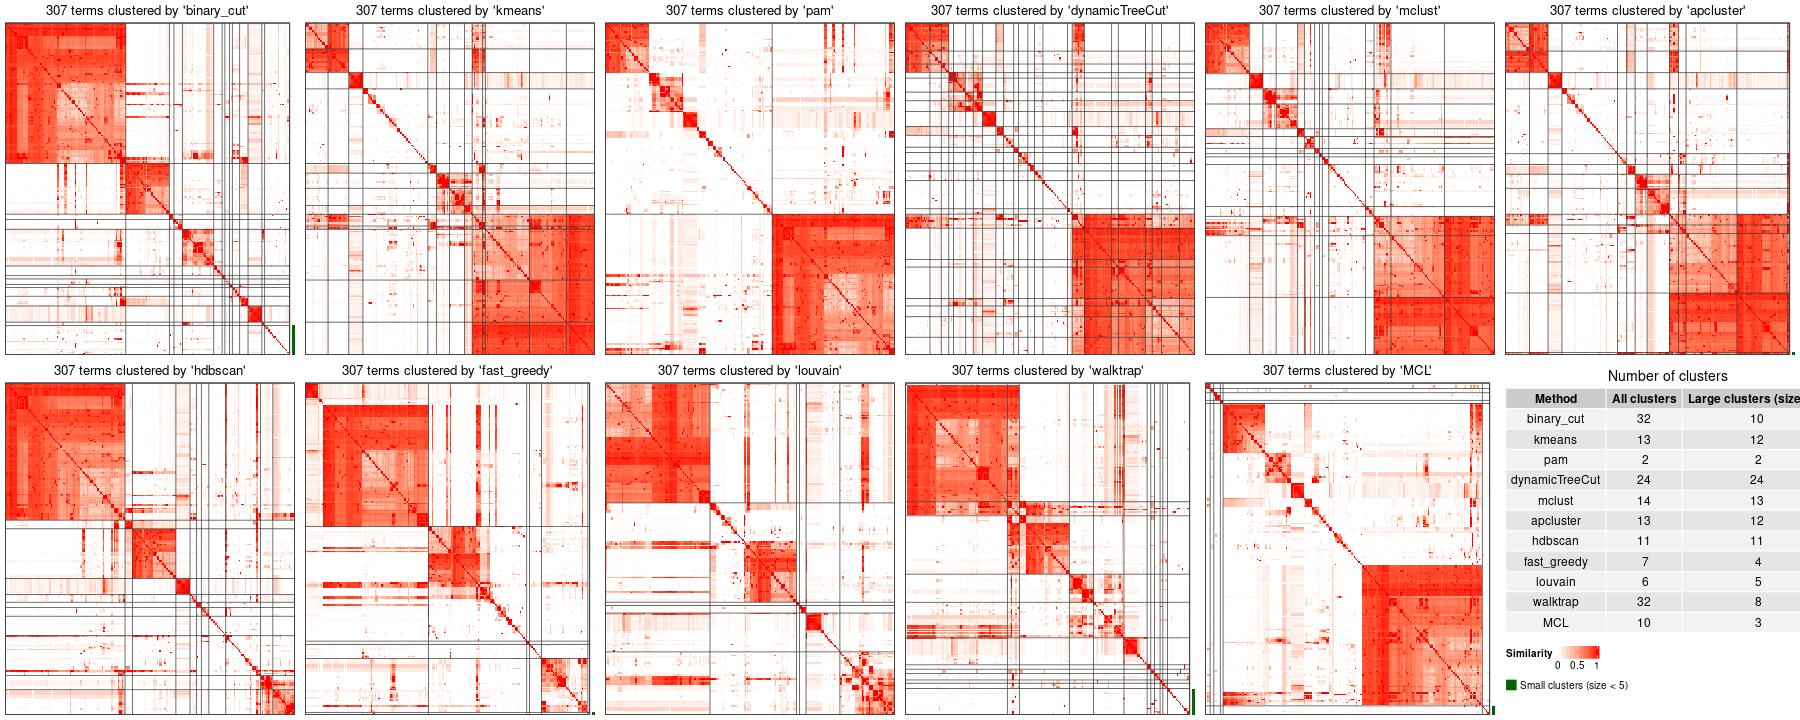 307 terms clustered by 'binary_cut'
307 terms clustered by 'kmeans'
307 terms clustered by 'pam'
307 terms clustered by 'dynamicTreeCut'
307 terms clustered by 'mclust'
307 terms clustered by 'apcluster'
307 terms clustered by 'hdbscan'
307 terms clustered by 'fast_greedy'
307 terms clustered by 'louvain'
307 terms clustered by 'walktrap'
307 terms clustered by 'MCL'
Number of clusters
Method All clusters Large clusters (size
binary_cut 32 10
kmeans 13 12
pam 2 2
dynamicTreeCut 24 24
mclust 14 13
apcluster 13 12
hdbscan 11 11
fast_greedy 7 4
louvain 6 5
walktrap 32 8
MCL 10 3
Similarity
0 0.5 1
Small clusters (size < 5)